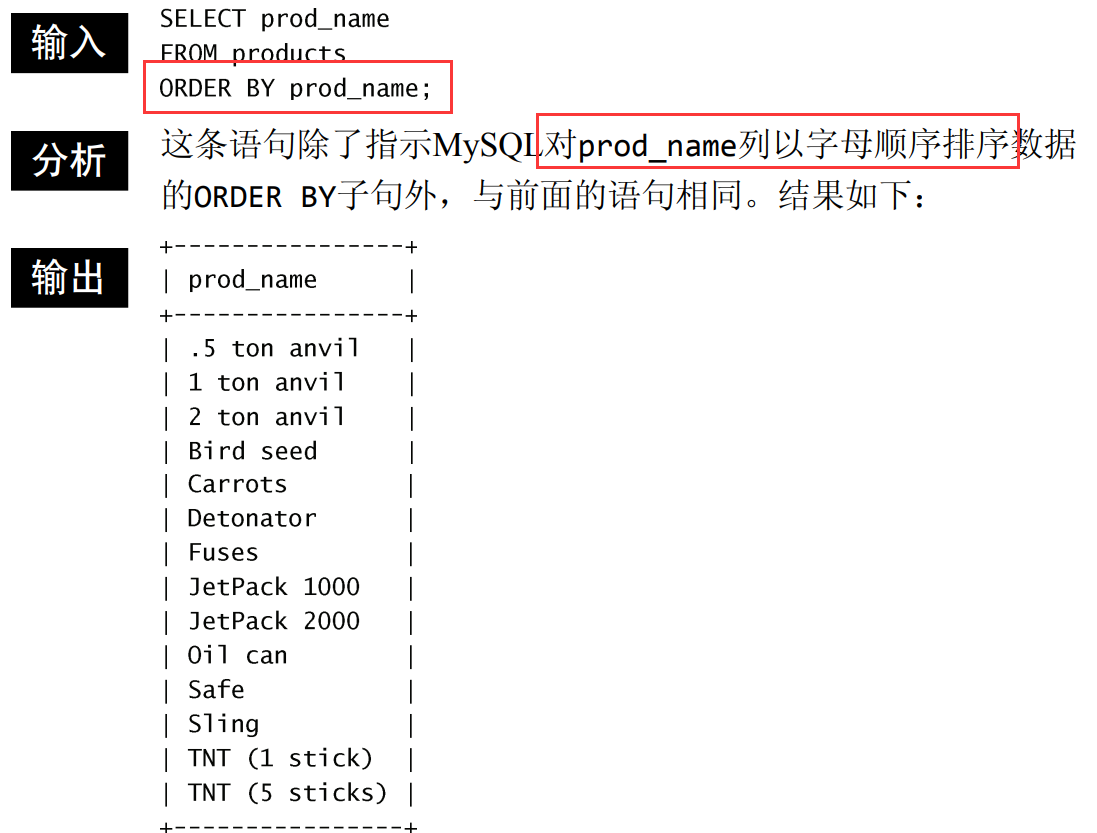 输入
SELECT prod_name
FROM products
ORDER BY prod_name;
分析
这条语句除了指示MySQL对prod_name列以字母顺序排序数据
的ORDER BY子句外，与前面的语句相同。结果如下：
输出
+----------------+
| prod_name      |
+----------------+
| .5 ton anvil   |
| 1 ton anvil    |
| 2 ton anvil    |
| Bird seed      |
| Carrots        |
| Detonator      |
| Fuses          |
| JetPack 1000   |
| JetPack 2000   |
| Oil can        |
| Safe           |
| Sling          |
| TNT (1 stick)  |
| TNT (5 sticks) |
+----------------+